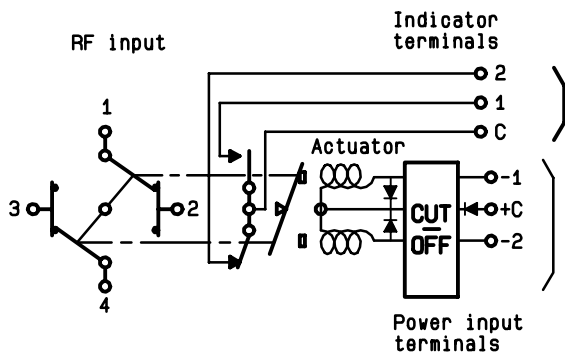 Indicator
terminals
RF input
2
1
1
C
Actuator
-1
3
2
CUT
OFF
+C
-2
4
Power input
terminals